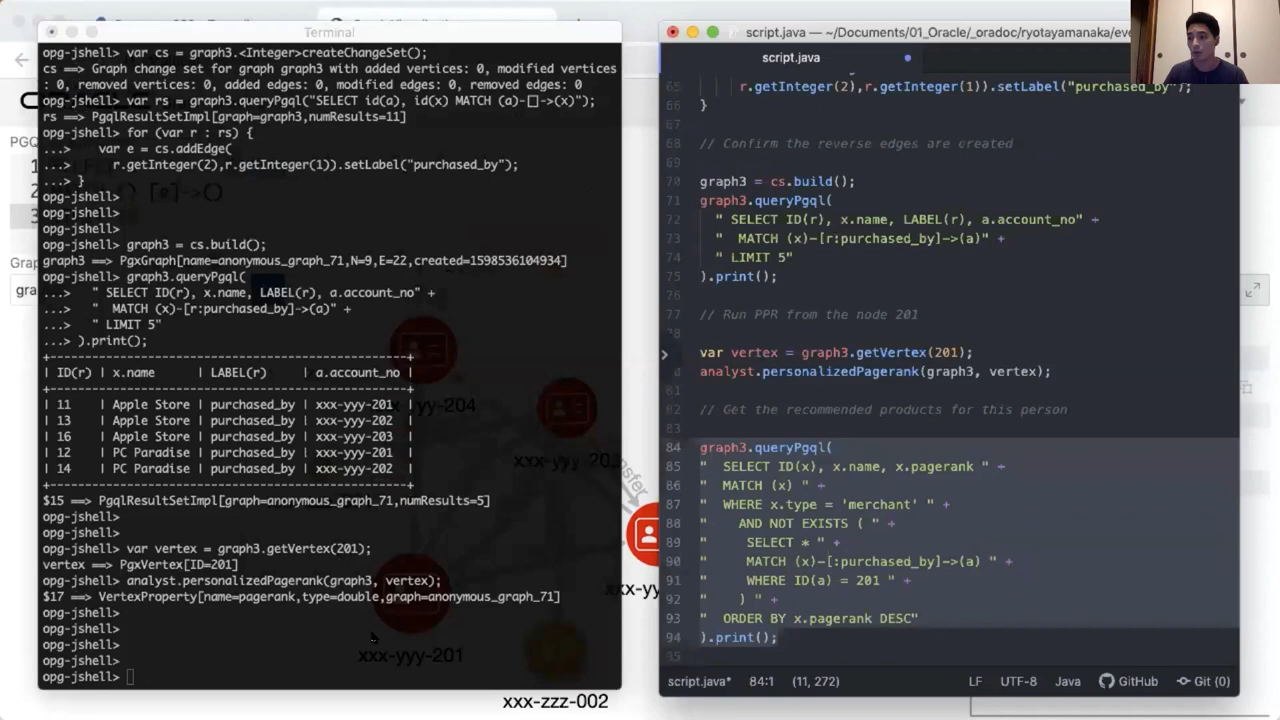 Terminal
opg-jshell> var cs = graph3.<Integer>createChangeSet();
cs ==> Graph change set for graph graph3 with added vertices: 0, modified vertices
: 0, removed vertices: 0, added edges: 0, modified edges: 0, removed edges: 0
opg-jshell> var rs = graph3.queryPgql("SELECT id(a), id(x) MATCH (a)-[]->(x)");
rs ==> PgqlResultSetImpl[graph=graph3,numResults=11]
opg-jshell> for (var r : rs) {
...>     var e = cs.addEdge(
...>       r.getInteger(2),r.getInteger(1)).setLabel("purchased_by");
...> }
opg-jshell>
opg-jshell>
opg-jshell>
opg-jshell> graph3 = cs.build();
graph3 ==> PgxGraph[name=anonymous_graph_71,N=9,E=22,created=1598536104934]
opg-jshell> graph3.queryPgql(
...>    " SELECT ID(r), x.name, LABEL(r), a.account_no" +
...>    "  MATCH (x)-[r:purchased_by]->(a)" +
...>    " LIMIT 5"
...> ).print();
+-----------------------------------------------------+
| ID(r) | x.name      | LABEL(r)     | a.account_no |
+-----------------------------------------------------+
| 11    | Apple Store | purchased_by | xxx-yyy-201  |
| 13    | Apple Store | purchased_by | xxx-yyy-202  |
| 16    | Apple Store | purchased_by | xxx-yyy-203  |
| 12    | PC Paradise | purchased_by | xxx-yyy-201  |
| 14    | PC Paradise | purchased_by | xxx-yyy-202  |
+-----------------------------------------------------+
$15 ==> PgqlResultSetImpl[graph=anonymous_graph_71,numResults=5]
opg-jshell>
opg-jshell>
opg-jshell> var vertex = graph3.getVertex(201);
vertex ==> PgxVertex[ID=201]
opg-jshell> analyst.personalizedPagerank(graph3, vertex);
$17 ==> VertexProperty[name=pagerank,type=double,graph=anonymous_graph_71]
opg-jshell>
opg-jshell>
opg-jshell>
opg-jshell>
opg-jshell>
xxx-yyy-201
xxx-zzz-002
script.java — ~/Documents/01_Oracle/_oradoc/ryotayamanaka/eve
script.java
65 r.getInteger(2),r.getInteger(1)).setLabel("purchased_by");
66 }
67
68 // Confirm the reverse edges are created
69
70 graph3 = cs.build();
71 graph3.queryPgql(
72 " SELECT ID(r), x.name, LABEL(r), a.account_no" +
73 "  MATCH (x)-[r:purchased_by]->(a)" +
74 " LIMIT 5"
75 ).print();
76
77 // Run PPR from the node 201
78
var vertex = graph3.getVertex(201);
analyst.personalizedPagerank(graph3, vertex);
81
82 // Get the recommended products for this person
83
84 graph3.queryPgql(
85 "  SELECT ID(x), x.name, x.pagerank " +
86 "  MATCH (x) " +
87 "  WHERE x.type = 'merchant' " +
88 "    AND NOT EXISTS ( " +
89 "     SELECT * " +
90 "     MATCH (x)-[:purchased_by]->(a) " +
91 "     WHERE ID(a) = 201 " +
92 "    ) " +
93 "  ORDER BY x.pagerank DESC"
94 ).print();
95
script.java* 84:1 (11, 272) LF UTF-8 Java GitHub Git (0)